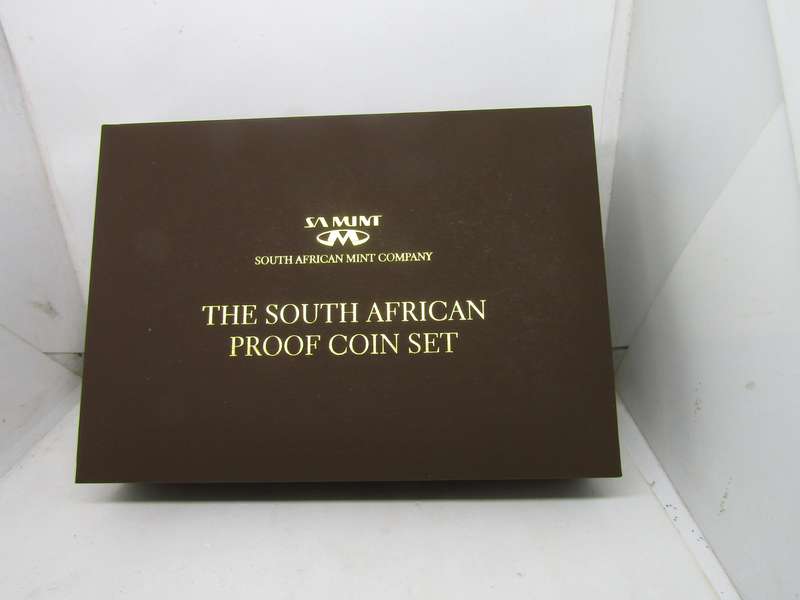 SA MINT
SOUTH AFRICAN MINT COMPANY
THE SOUTH AFRICAN
PROOF COIN SET